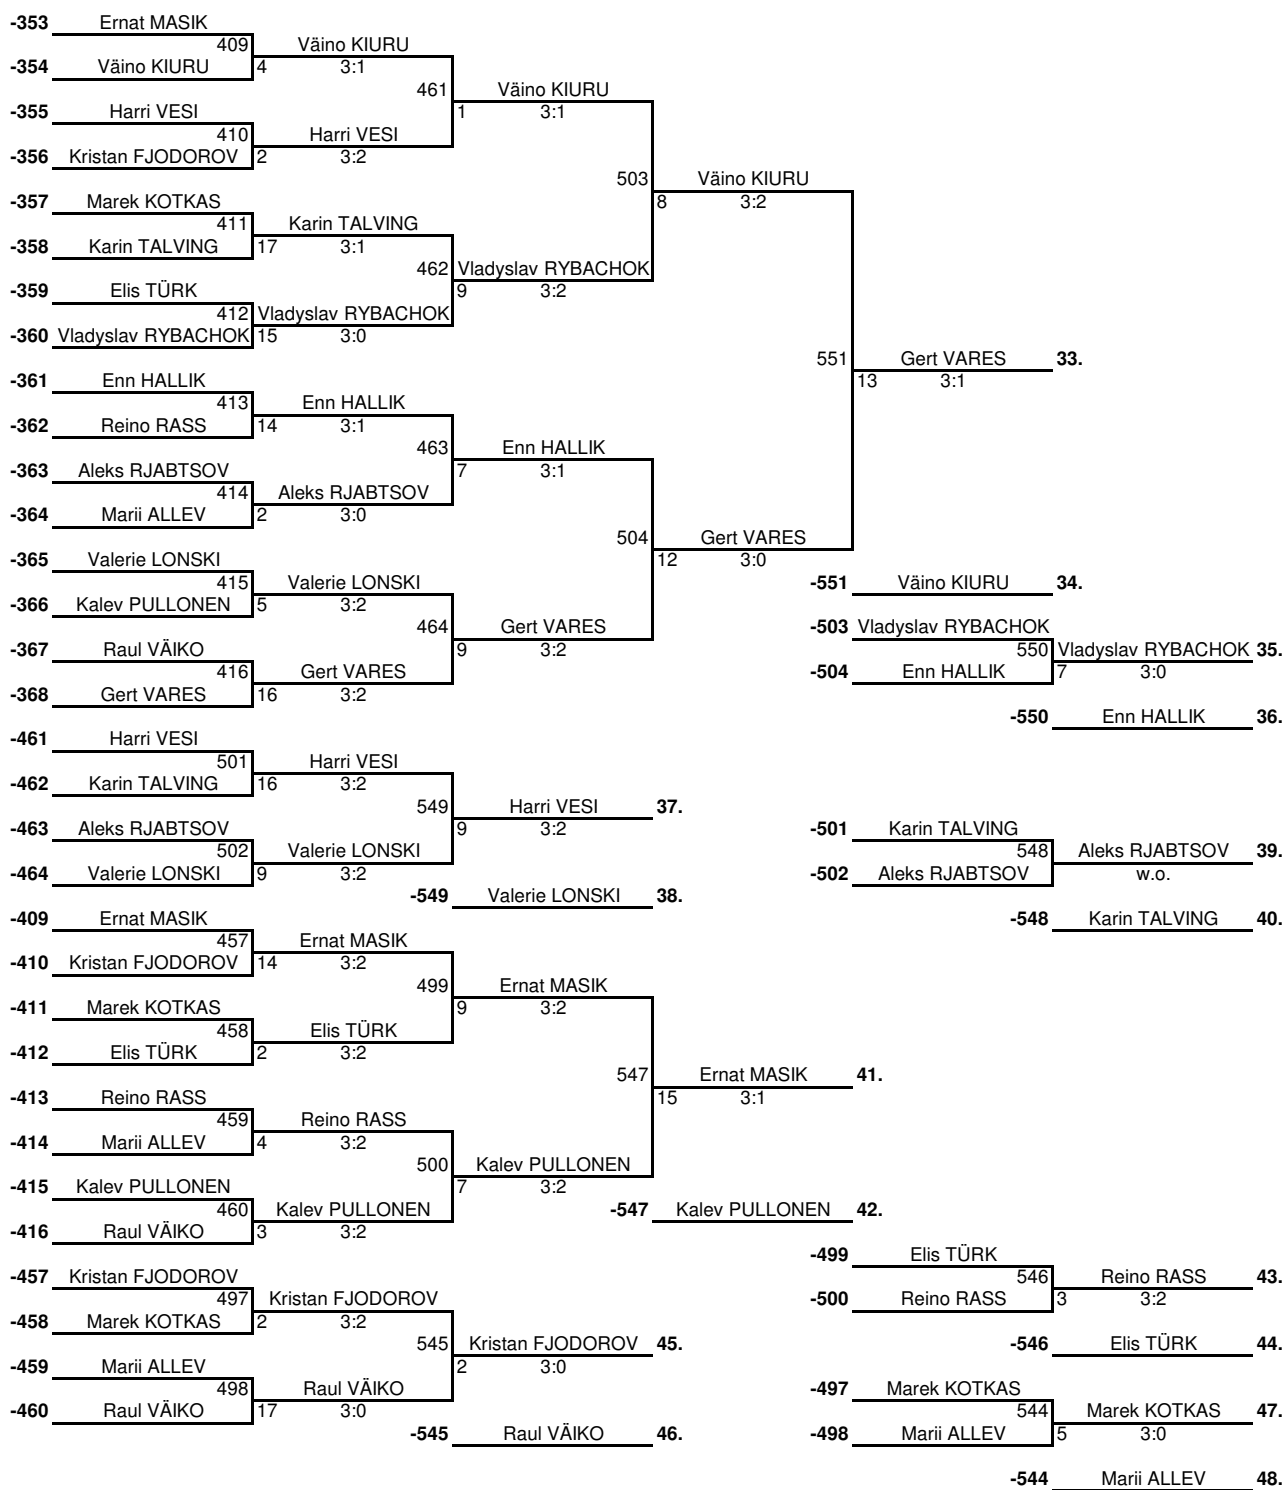 -353 Ernat MASIK
409 Väino KIURU
-354 Väino KIURU 4 3:1
461 Väino KIURU
-355 Harri VESI 1 3:1
410 Harri VESI
-356 Kristan FJODOROV 2 3:2
503 Väino KIURU
-357 Marek KOTKAS 8 3:2
411 Karin TALVING
-358 Karin TALVING 17 3:1
462 Vladyslav RYBACHOK
-359 Elis TÜRK 9 3:2
412 Vladyslav RYBACHOK
-360 Vladyslav RYBACHOK 15 3:0
551 Gert VARES 33.
-361 Enn HALLIK 13 3:1
413 Enn HALLIK
-362 Reino RASS 14 3:1
463 Enn HALLIK
-363 Aleks RJABTSOV 7 3:1
414 Aleks RJABTSOV
-364 Marii ALLEV 2 3:0
504 Gert VARES
-365 Valerie LONSKI 12 3:0
415 Valerie LONSKI -551 Väino KIURU 34.
-366 Kalev PULLONEN 5 3:2
464 Gert VARES -503 Vladyslav RYBACHOK
-367 Raul VÄIKO 9 3:2 550 Vladyslav RYBACHOK 35.
416 Gert VARES -504 Enn HALLIK 7 3:0
-368 Gert VARES 16 3:2
-550 Enn HALLIK 36.
-461 Harri VESI
501 Harri VESI
-462 Karin TALVING 16 3:2
549 Harri VESI 37.
-463 Aleks RJABTSOV 9 3:2 -501 Karin TALVING
502 Valerie LONSKI 548 Aleks RJABTSOV 39.
-464 Valerie LONSKI 9 3:2 -502 Aleks RJABTSOV w.o.
-549 Valerie LONSKI 38.
-409 Ernat MASIK -548 Karin TALVING 40.
457 Ernat MASIK
-410 Kristan FJODOROV 14 3:2
499 Ernat MASIK
-411 Marek KOTKAS 9 3:2
458 Elis TÜRK
-412 Elis TÜRK 2 3:2
547 Ernat MASIK 41.
-413 Reino RASS 15 3:1
459 Reino RASS
-414 Marii ALLEV 4 3:2
500 Kalev PULLONEN
-415 Kalev PULLONEN 7 3:2
460 Kalev PULLONEN -547 Kalev PULLONEN 42.
-416 Raul VÄIKO 3 3:2
-499 Elis TÜRK
-457 Kristan FJODOROV 546 Reino RASS 43.
497 Kristan FJODOROV -500 Reino RASS 3 3:2
-458 Marek KOTKAS 2 3:2
545 Kristan FJODOROV 45. -546 Elis TÜRK 44.
-459 Marii ALLEV 2 3:0
498 Raul VÄIKO -497 Marek KOTKAS
-460 Raul VÄIKO 17 3:0 544 Marek KOTKAS 47.
-545 Raul VÄIKO 46. -498 Marii ALLEV 5 3:0
-544 Marii ALLEV 48.